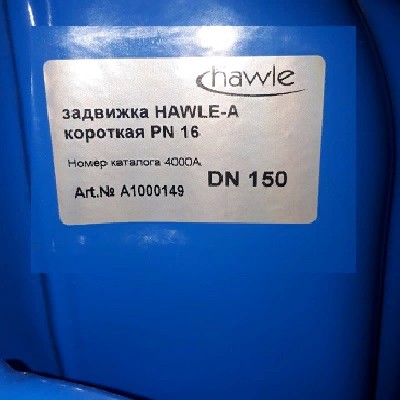 hawle
задвижка HAWLE-A
короткая PN 16
Номер каталога 4000A
DN 150
Art.№ A1000149